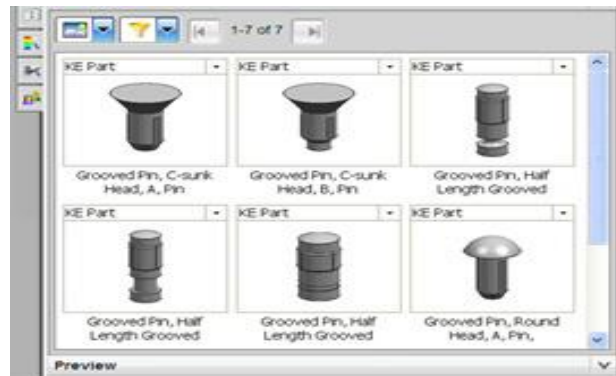 1-7 of 7
KE Part
KE Part
KE Part
Grooved Pin, C-sunk
Head, A, Pin
Grooved Pin, C-sunk
Head, B, Pin
Grooved Pin, Half
Length Grooved
KE Part
KE Part
KE Part
Grooved Pin, Half
Length Grooved
Grooved Pin, Half
Length Grooved
Grooved Pin, Round
Head, A, Pin,
Preview